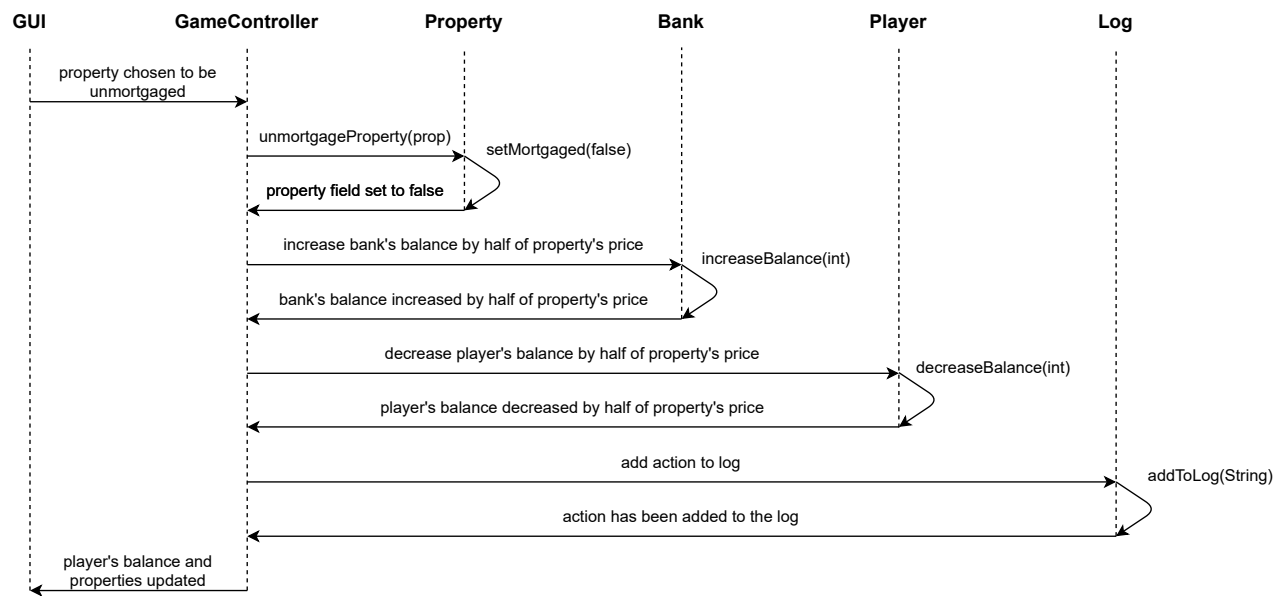 GUI
GameController
Property
Bank
Player
Log
property chosen to be
unmortgaged
unmortgageProperty(prop)
setMortgaged(false)
property field set to false
increase bank's balance by half of property's price
increaseBalance(int)
bank's balance increased by half of property's price
decrease player's balance by half of property's price
decreaseBalance(int)
player's balance decreased by half of property's price
add action to log
addToLog(String)
action has been added to the log
player's balance and
properties updated